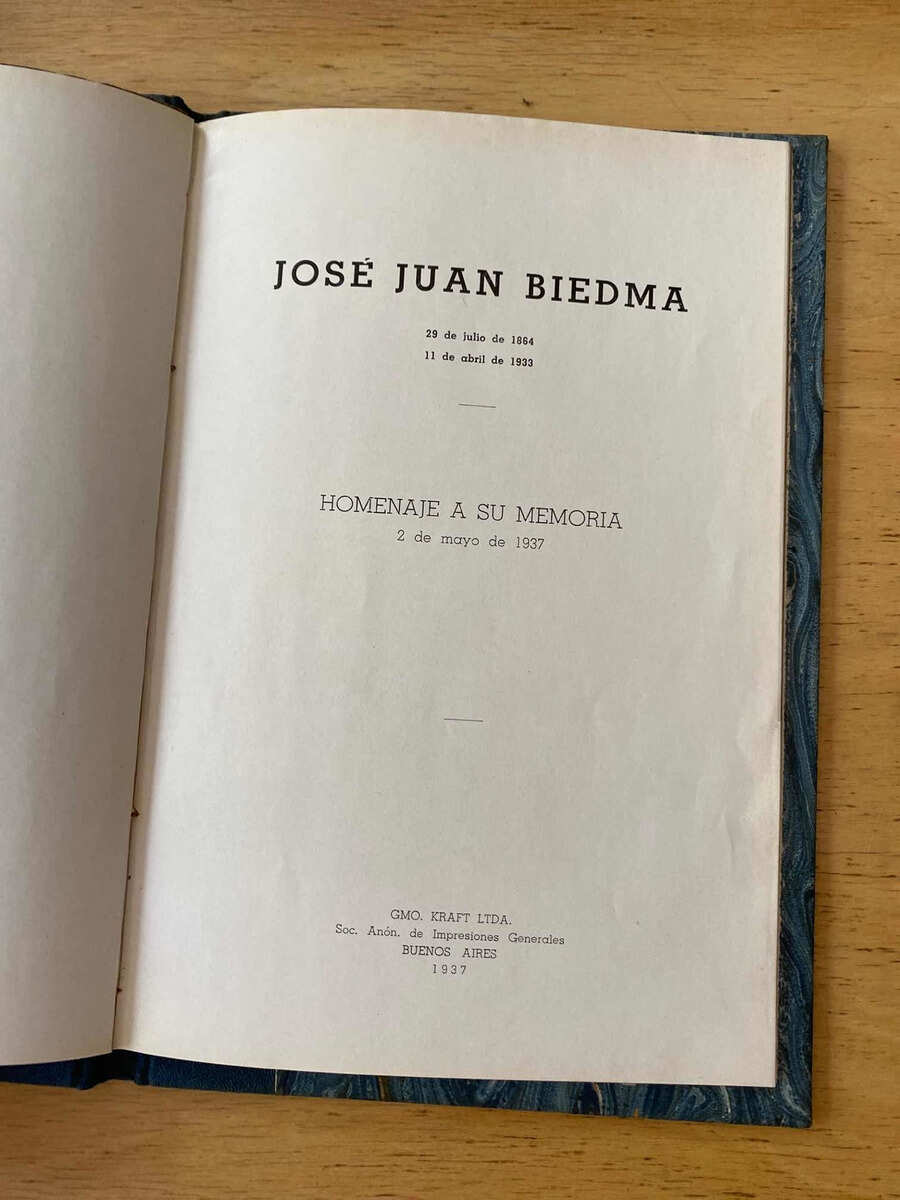 JOSÉ JUAN BIEDMA
29 de julio de 1864
11 de abril de 1933
HOMENAJE A SU MEMORIA
2 de mayo de 1937
GMO. KRAFT LTDA.
Soc. Anón. de Impresiones Generales
BUENOS AIRES
1937